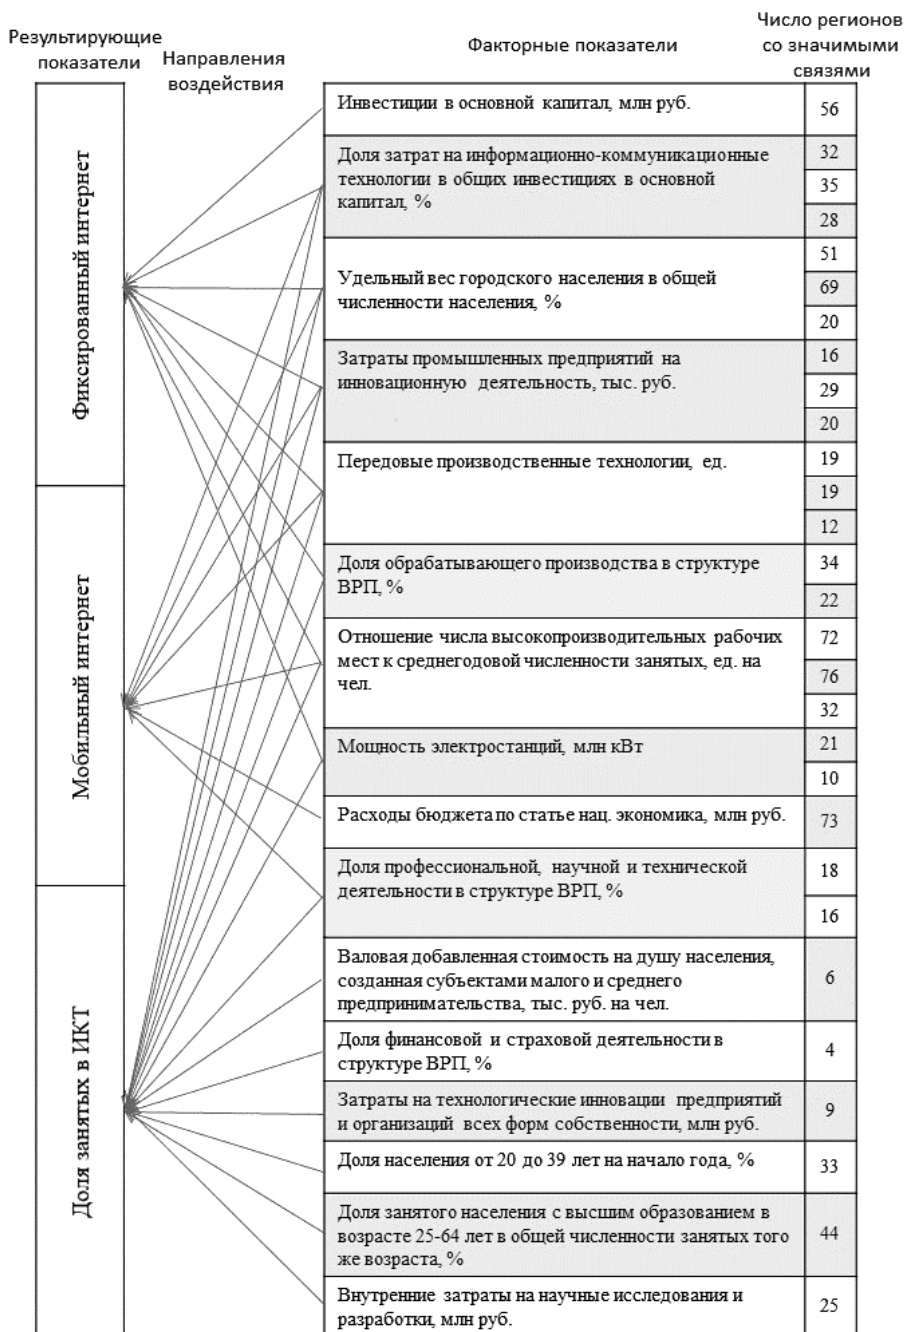 Результирующие
показатели
Направления
воздействия
Факторные показатели
Число регионов
со значимыми
связями
Фиксированный интернет
Мобильный интернет
Доля занятых в ИКТ
Инвестиции в основной капитал, млн руб.
56
Доля затрат на информационно-коммуникационные
технологии в общих инвестициях в основной
капитал, %
32
35
28
Удельный вес городского населения в общей
численности населения, %
51
69
20
Затраты промышленных предприятий на
инновационную деятельность, тыс. руб.
16
29
20
Передовые производственные технологии, ед.
19
19
12
Доля обрабатывающего производства в структуре
ВРП, %
34
22
Отношение числа высокопроизводительных рабочих
мест к среднегодовой численности занятых, ед. на
чел.
72
76
32
Мощность электростанций, млн кВт
21
10
Расходы бюджета по статье нац. экономика, млн руб.
73
Доля профессиональной, научной и технической
деятельности в структуре ВРП, %
18
16
Валовая добавленная стоимость на душу населения,
созданная субъектами малого и среднего
предпринимательства, тыс. руб. на чел.
6
Доля финансовой и страховой деятельности в
структуре ВРП, %
4
Затраты на технологические инновации предприятий
и организаций всех форм собственности, млн руб.
9
Доля населения от 20 до 39 лет на начало года, %
33
Доля занятого населения с высшим образованием в
возрасте 25-64 лет в общей численности занятых того
же возраста, %
44
Внутренние затраты на научные исследования и
разработки, млн руб.
25